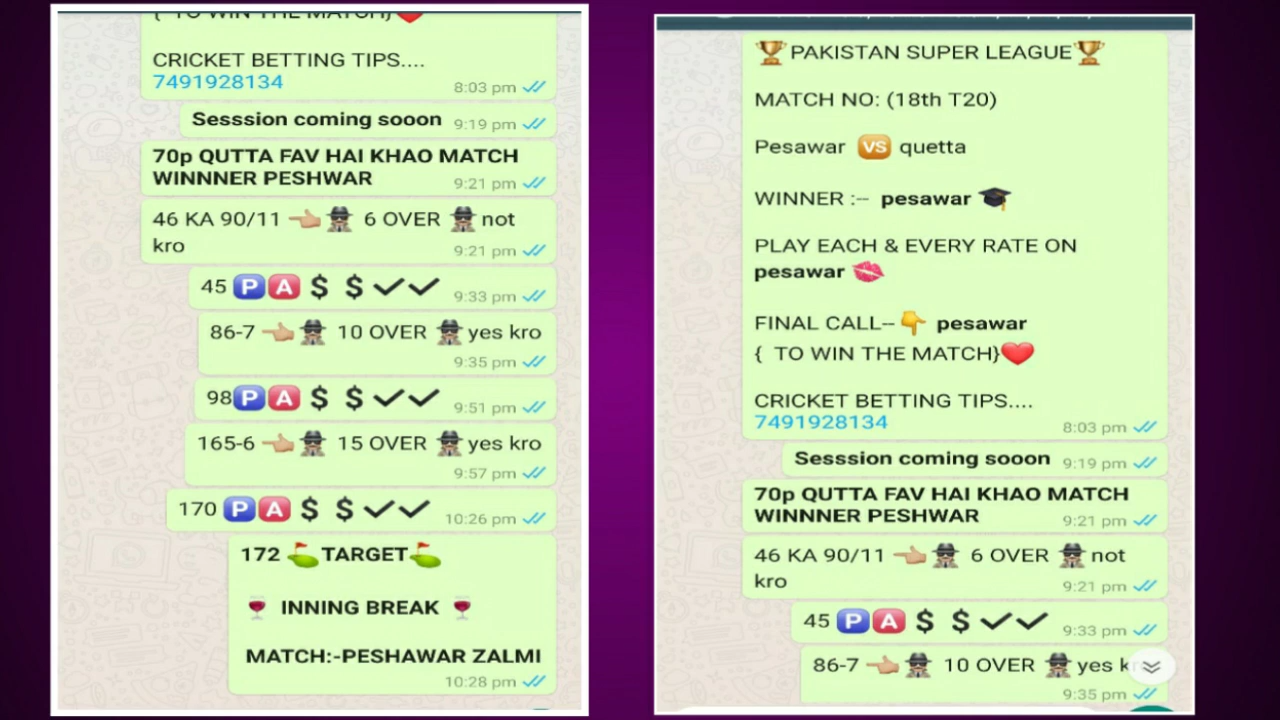 { TO WIN THE MATCH}❤️
CRICKET BETTING TIPS....
7491928134
8:03 pm
Sesssion coming sooon 9:19 pm
70p QUTTA FAV HAI KHAO MATCH
WINNNER PESHWAR 9:21 pm
46 KA 90/11 👈🕵 6 OVER 🕵not
kro 9:21 pm
45 🅿🅰$ $✔✔ 9:33 pm
86-7 👈🕵 10 OVER 🕵yes kro
9:35 pm
98🅿🅰$ $✔✔ 9:51 pm
165-6 👈🕵 15 OVER 🕵yes kro
9:57 pm
170 🅿🅰$ $✔✔ 10:26 pm
172 ⛳TARGET⛳
🍷 INNING BREAK 🍷
MATCH:-PESHAWAR ZALMI
10:28 pm
🏆PAKISTAN SUPER LEAGUE🏆
MATCH NO: (18th T20)
Pesawar 🆚 quetta
WINNER :-- pesawar 🎓
PLAY EACH & EVERY RATE ON
pesawar 💋
FINAL CALL--👇 pesawar
{ TO WIN THE MATCH}❤️
CRICKET BETTING TIPS....
7491928134
8:03 pm
Sesssion coming sooon 9:19 pm
70p QUTTA FAV HAI KHAO MATCH
WINNNER PESHWAR 9:21 pm
46 KA 90/11 👈🕵 6 OVER 🕵not
kro 9:21 pm
45 🅿🅰$ $✔✔ 9:33 pm
86-7 👈🕵 10 OVER 🕵yes k
9:35 pm